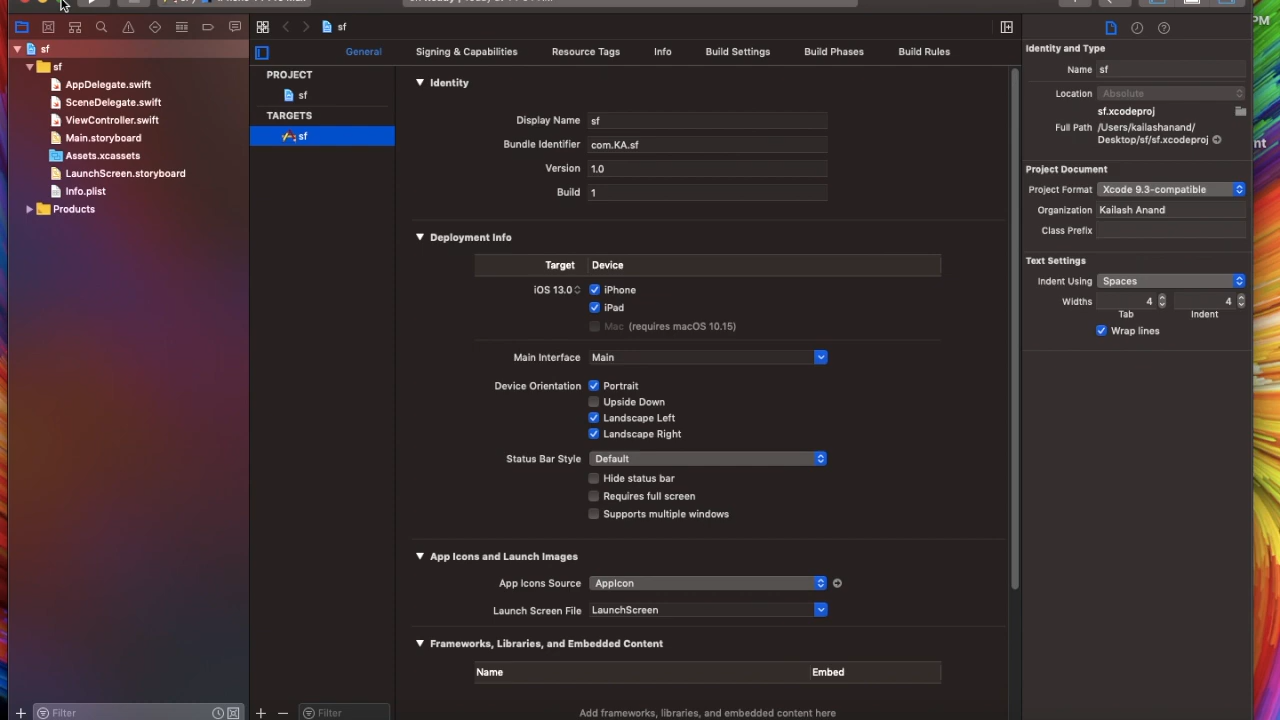 PM
sf
General
Signing & Capabilities
Resource Tags
Info
Build Settings
Build Phases
Build Rules
sf
sf
AppDelegate.swift
SceneDelegate.swift
ViewController.swift
Main.storyboard
Assets.xcassets
LaunchScreen.storyboard
Info.plist
Products
Filter
PROJECT
sf
TARGETS
sf
Filter
Identity
Display Name sf
Bundle Identifier com.KA.sf
Version 1.0
Build 1
Deployment Info
Target Device
iOS 13.0 iPhone
iPad
Mac (requires macOS 10.15)
Main Interface Main
Device Orientation Portrait
Upside Down
Landscape Left
Landscape Right
Status Bar Style Default
Hide status bar
Requires full screen
Supports multiple windows
App Icons and Launch Images
App Icons Source AppIcon
Launch Screen File LaunchScreen
Frameworks, Libraries, and Embedded Content
Name Embed
Add frameworks, libraries, and embedded content here
Identity and Type
Name sf
Location Absolute
sf.xcodeproj
Full Path /Users/kailashanand/
Desktop/sf/sf.xcodeproj
Project Document
Project Format Xcode 9.3-compatible
Organization Kailash Anand
Class Prefix
Text Settings
Indent Using Spaces
Widths 4 4
Tab Indent
Wrap lines